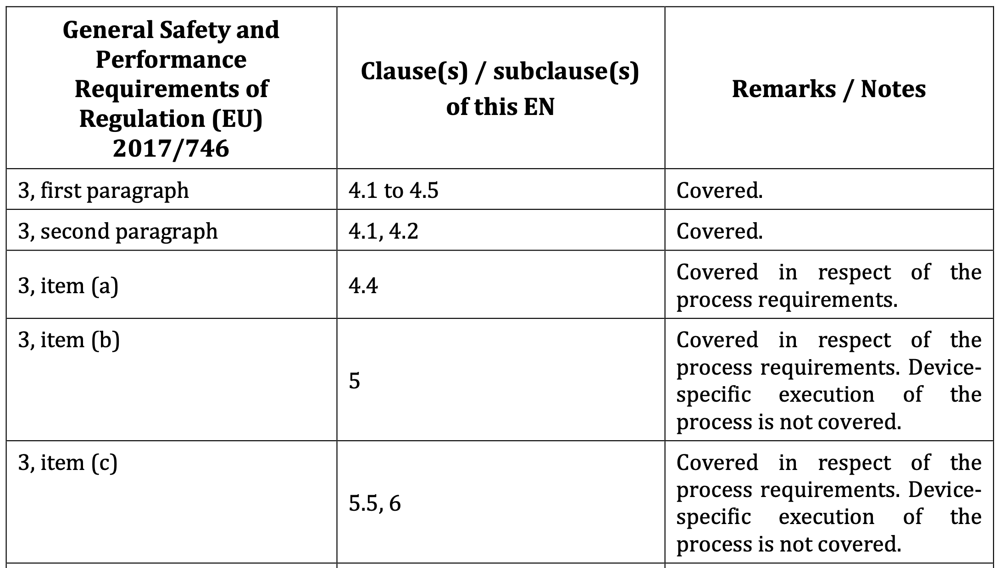 General Safety and
Performance
Requirements of
Regulation (EU)
2017/746
Clause(s) / subclause(s)
of this EN
Remarks / Notes
3, first paragraph
4.1 to 4.5
Covered.
3, second paragraph
4.1, 4.2
Covered.
3, item (a)
4.4
Covered in respect of the
process requirements.
3, item (b)
5
Covered in respect of the
process requirements. Device-
specific execution of the
process is not covered.
3, item (c)
5.5, 6
Covered in respect of the
process requirements. Device-
specific execution of the
process is not covered.